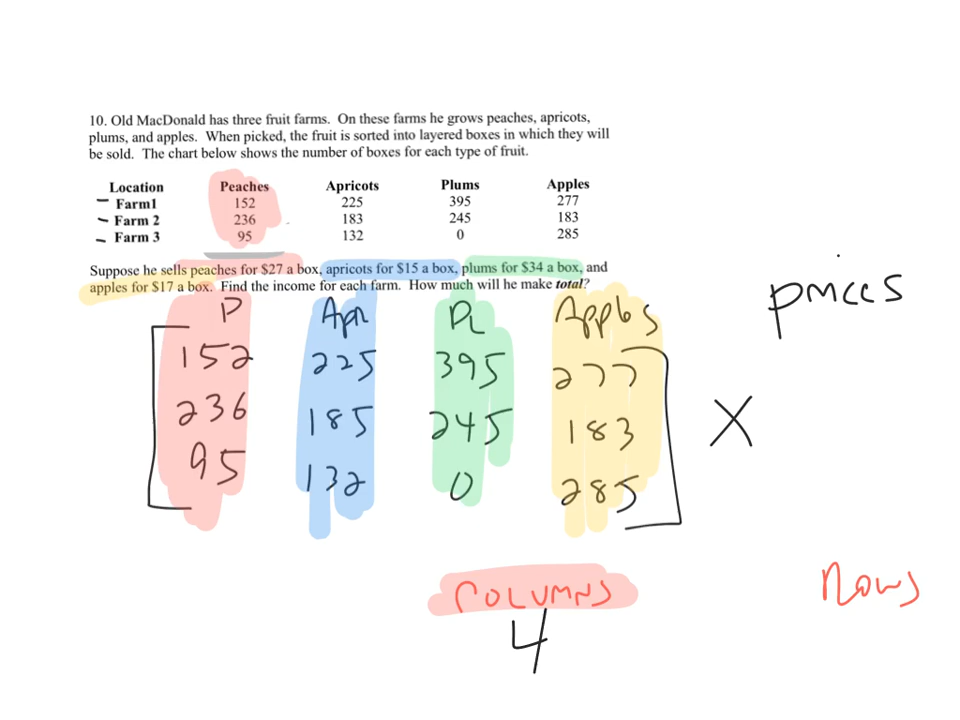 10. Old MacDonald has three fruit farms. On these farms he grows peaches, apricots,
plums, and apples. When picked, the fruit is sorted into layered boxes in which they will
be sold. The chart below shows the number of boxes for each type of fruit.
Location Peaches Apricots Plums Apples
Farm1 152 225 395 277
Farm 2 236 183 245 183
Farm 3 95 132 0 285
Suppose he sells peaches for $27 a box, apricots for $15 a box, plums for $34 a box, and
apples for $17 a box. Find the income for each farm. How much will he make total?
P Apr PL Apples prices
152 225 395 277
236 185 245 183 X
95 132 0 285
COLUMNS rows
4